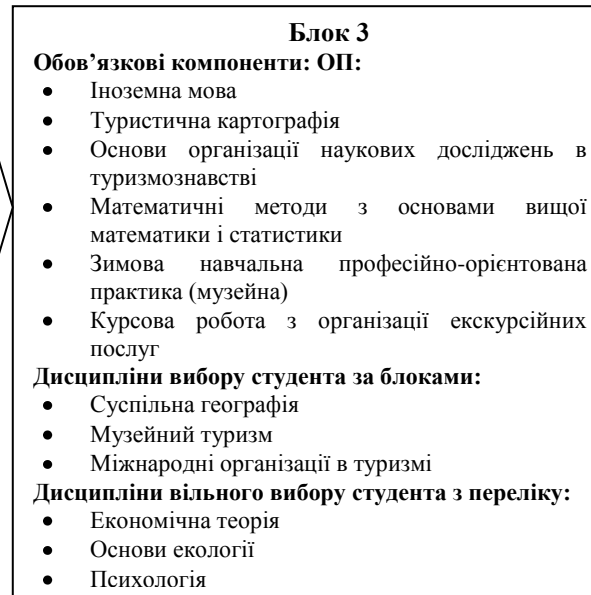 Блок 3
Обов’язкові компоненти: ОП:
• Іноземна мова
• Туристична картографія
• Основи організації наукових досліджень в
туризмознавстві
• Математичні методи з основами вищої
математики і статистики
• Зимова навчальна професійно-орієнтована
практика (музейна)
• Курсова робота з організації екскурсійних
послуг
Дисципліни вибору студента за блоками:
• Суспільна географія
• Музейний туризм
• Міжнародні організації в туризмі
Дисципліни вільного вибору студента з переліку:
• Економічна теорія
• Основи екології
• Психологія